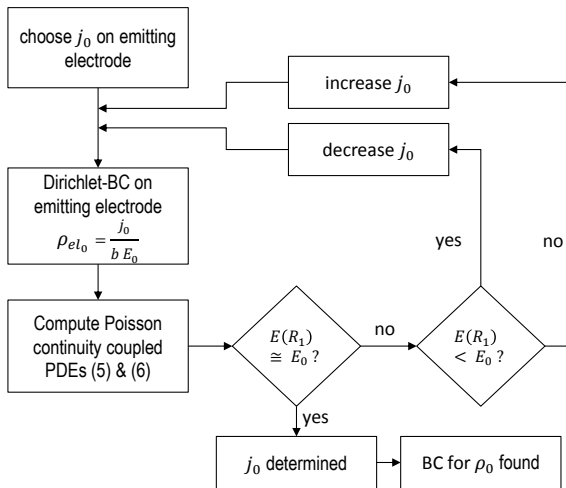 choose j₀ on emitting
electrode
increase j₀
decrease j₀
Dirichlet-BC on
emitting electrode
ρₑₗ₀ = j₀ / (b E₀)
yes
no
Compute Poisson
continuity coupled
PDEs (5) & (6)
E(R₁)
≅ E₀ ?
no
E(R₁)
< E₀ ?
yes
j₀ determined
BC for ρ₀ found